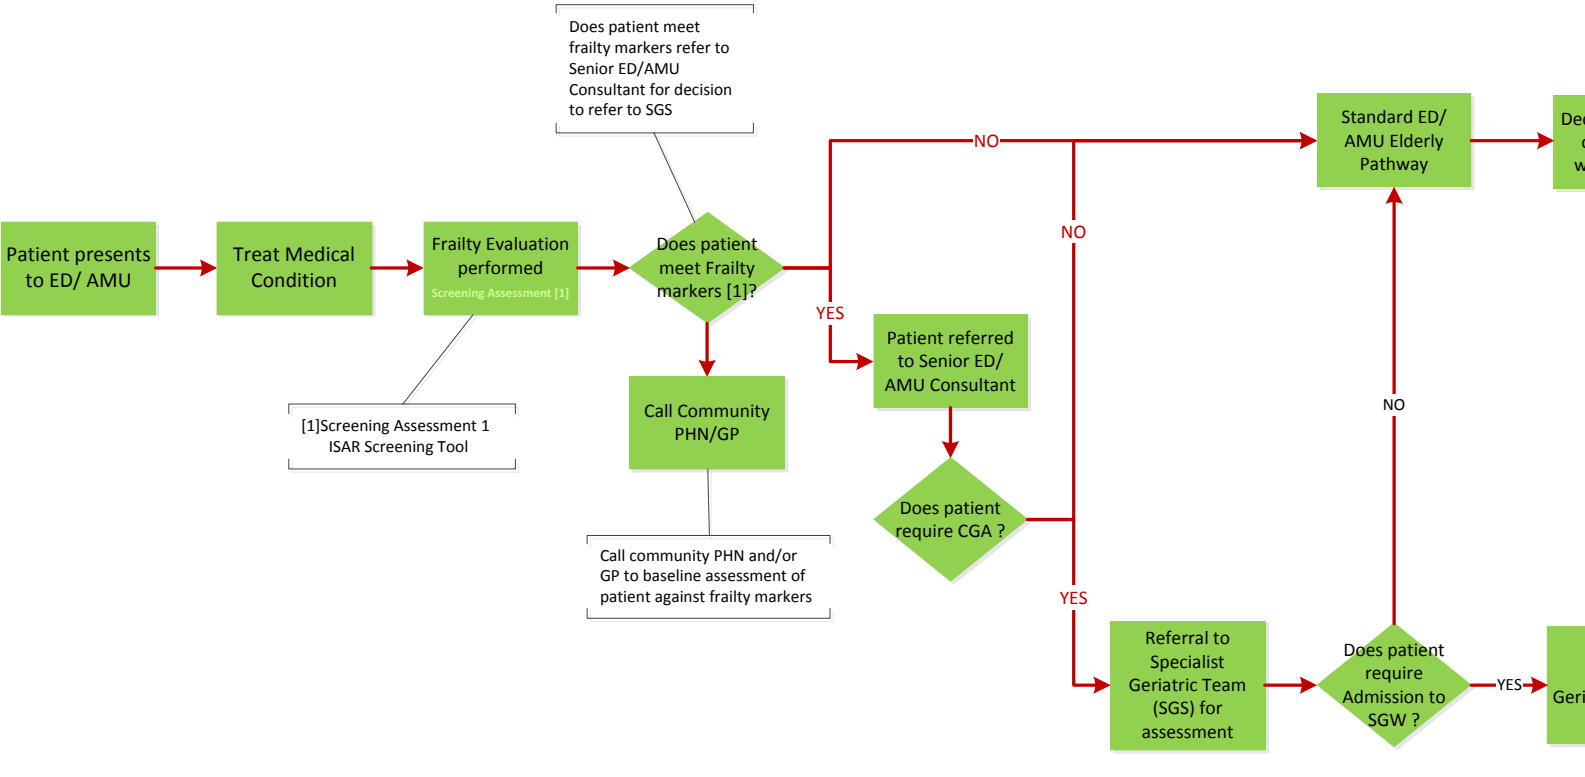 Does patient meet
frailty markers refer to
Senior ED/AMU
Consultant for decision
to refer to SGS
Patient presents
to ED/ AMU
Treat Medical
Condition
Frailty Evaluation
performed
Screening Assessment [1]
[1]Screening Assessment 1
ISAR Screening Tool
Does patient
meet Frailty
markers [1]?
Call Community
PHN/GP
Call community PHN and/or
GP to baseline assessment of
patient against frailty markers
NO
YES
Patient referred
to Senior ED/
AMU Consultant
Does patient
require CGA ?
NO
YES
Standard ED/
AMU Elderly
Pathway
NO
Referral to
Specialist
Geriatric Team
(SGS) for
assessment
Does patient
require
Admission to
SGW ?
YES